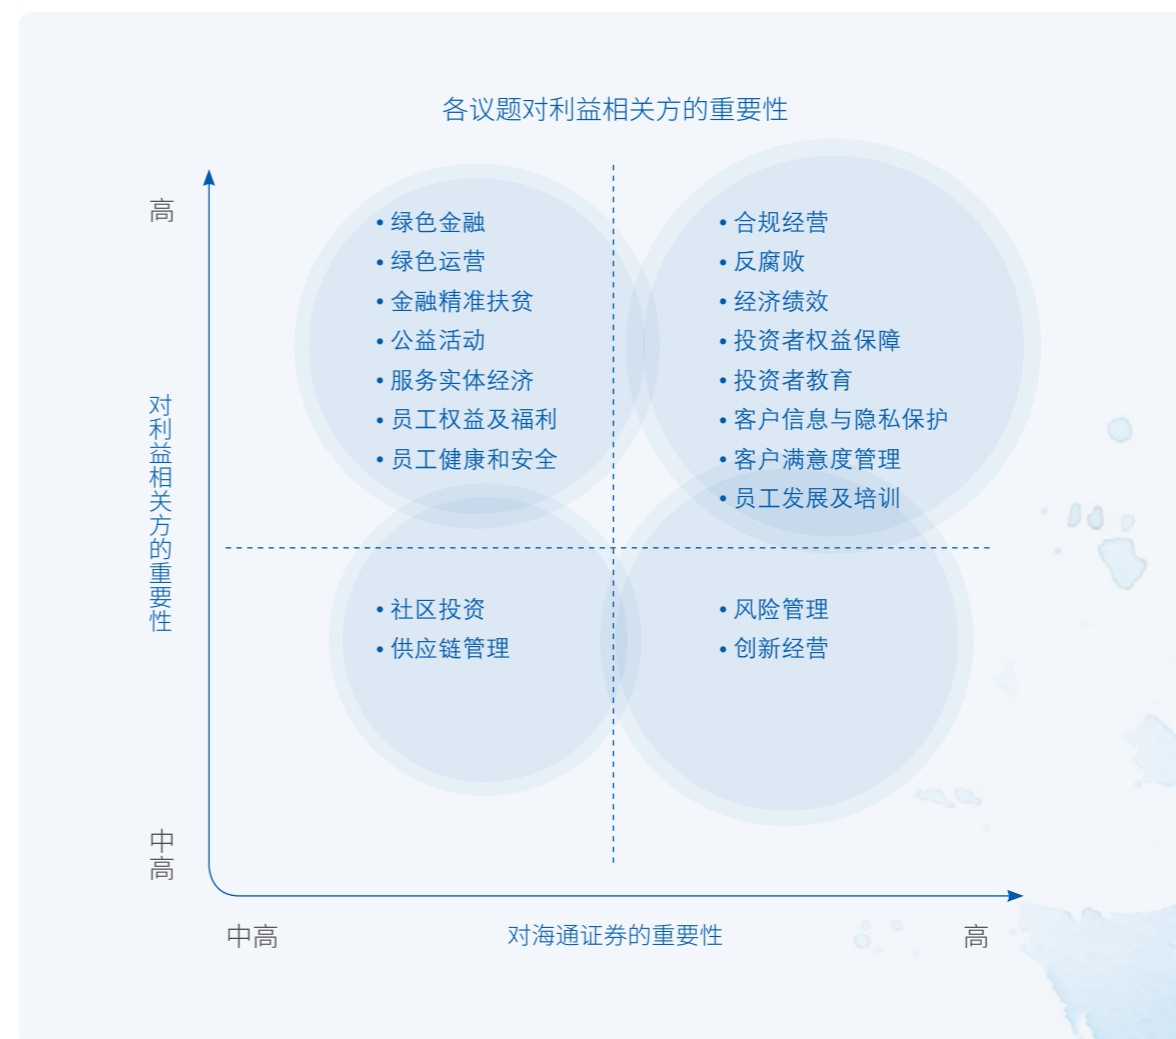 各议题对利益相关方的重要性
高
对利益相关方的重要性
中高
• 绿色金融
• 绿色运营
• 金融精准扶贫
• 公益活动
• 服务实体经济
• 员工权益及福利
• 员工健康和安全
• 合规经营
• 反腐败
• 经济绩效
• 投资者权益保障
• 投资者教育
• 客户信息与隐私保护
• 客户满意度管理
• 员工发展及培训
• 社区投资
• 供应链管理
• 风险管理
• 创新经营
中高
对海通证券的重要性
高